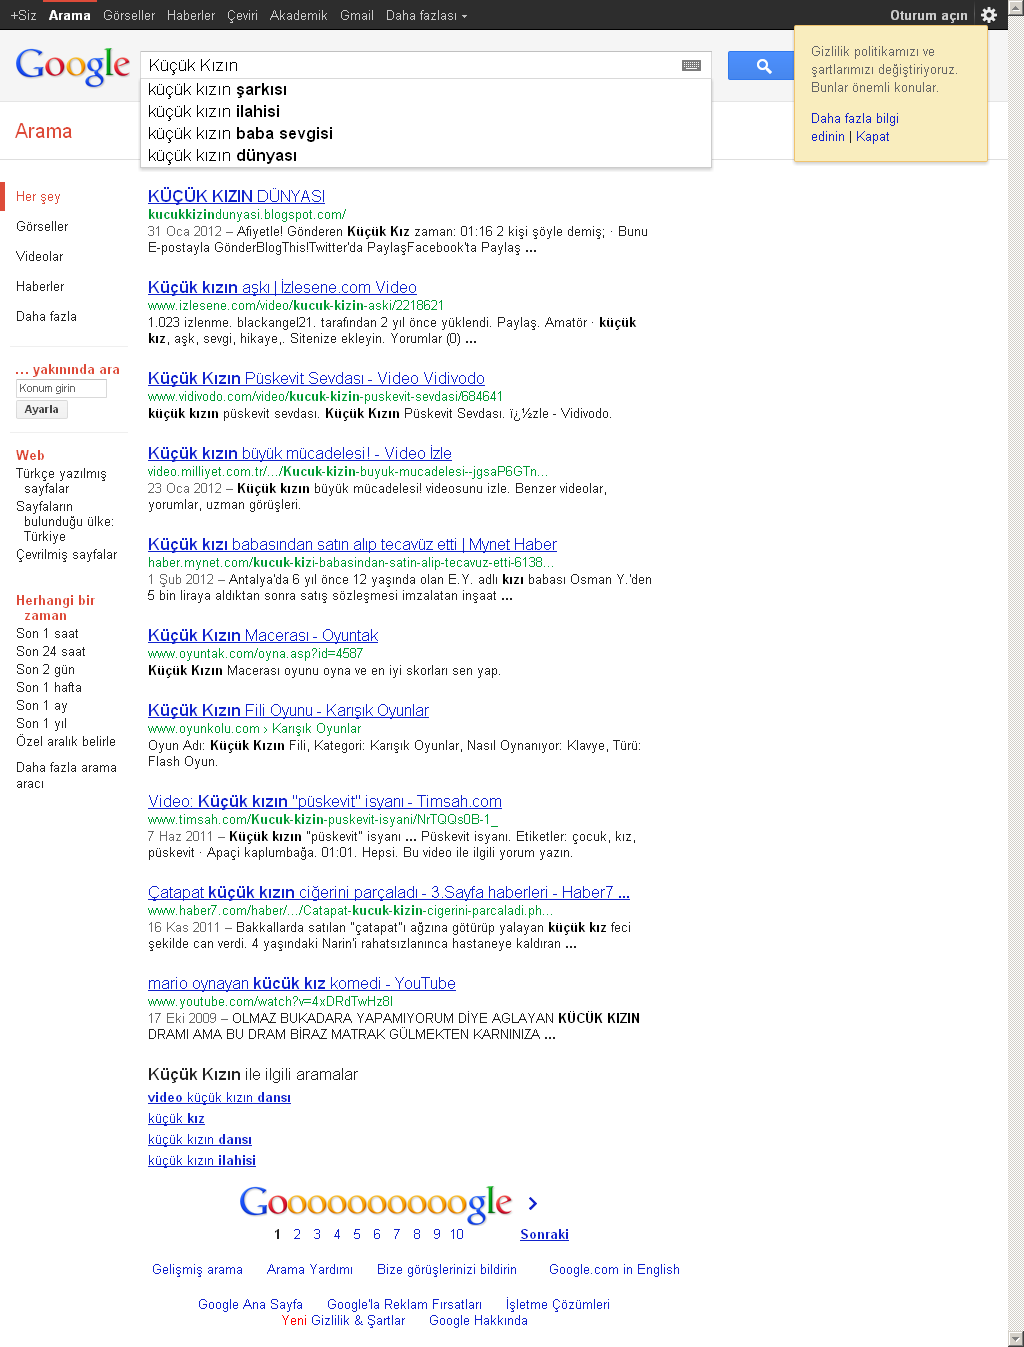 +Siz Arama Görseller Haberler Çeviri Akademik Gmail Daha fazlası Oturum açın
Google
Küçük Kızın
küçük kızın şarkısı
küçük kızın ilahisi
küçük kızın baba sevgisi
küçük kızın dünyası
Gizlilik politikamızı ve
şartlarımızı değiştiriyoruz.
Bunlar önemli konular.
Daha fazla bilgi
edinin | Kapat
Arama
Her şey
Görseller
Videolar
Haberler
Daha fazla
... yakınında ara
Konum girin
Ayarla
Web
Türkçe yazılmış
sayfalar
Sayfaların
bulunduğu ülke:
Türkiye
Çevrilmiş sayfalar
Herhangi bir
zaman
Son 1 saat
Son 24 saat
Son 2 gün
Son 1 hafta
Son 1 ay
Son 1 yıl
Özel aralık belirle
Daha fazla arama
aracı
KÜÇÜK KIZIN DÜNYASI
kucukkizindunyasi.blogspot.com/
31 Oca 2012 – Afiyetle! Gönderen Küçük Kız zaman: 01:16 2 kişi şöyle demiş; · Bunu
E-postayla GönderBlogThis!Twitter'da PaylaşFacebook'ta Paylaş ...
Küçük kızın aşkı | İzlesene.com Video
www.izlesene.com/video/kucuk-kizin-aski/2218621
1.023 izlenme. blackangel21. tarafından 2 yıl önce yüklendi. Paylaş. Amatör · küçük
kız, aşk, sevgi, hikaye,. Sitenize ekleyin. Yorumlar (0) ...
Küçük Kızın Püskevit Sevdası - Video Vidivodo
www.vidivodo.com/video/kucuk-kizin-puskevit-sevdasi/684641
küçük kızın püskevit sevdası. Küçük Kızın Püskevit Sevdası. ï¿½zle - Vidivodo.
Küçük kızın büyük mücadelesi! - Video İzle
video.milliyet.com.tr/.../Kucuk-kizin-buyuk-mucadelesi--jgsaP6GTn...
23 Oca 2012 – Küçük kızın büyük mücadelesi! videosunu izle. Benzer videolar,
yorumlar, uzman görüşleri.
Küçük kızı babasından satın alıp tecavüz etti | Mynet Haber
haber.mynet.com/kucuk-kizi-babasindan-satin-alip-tecavuz-etti-6138...
1 Şub 2012 – Antalya'da 6 yıl önce 12 yaşında olan E.Y. adlı kızı babası Osman Y.'den
5 bin liraya aldıktan sonra satış sözleşmesi imzalatan inşaat ...
Küçük Kızın Macerası - Oyuntak
www.oyuntak.com/oyna.asp?id=4587
Küçük Kızın Macerası oyunu oyna ve en iyi skorları sen yap.
Küçük Kızın Fili Oyunu - Karışık Oyunlar
www.oyunkolu.com › Karışık Oyunlar
Oyun Adı: Küçük Kızın Fili, Kategori: Karışık Oyunlar, Nasıl Oynanıyor: Klavye, Türü:
Flash Oyun.
Video: Küçük kızın "püskevit" isyanı - Timsah.com
www.timsah.com/Kucuk-kizin-puskevit-isyani/NrTQQs0B-1_
7 Haz 2011 – Küçük kızın "püskevit" isyanı ... Püskevit isyanı. Etiketler: çocuk, kız,
püskevit · Apaçi kaplumbağa. 01:01. Hepsi. Bu video ile ilgili yorum yazın.
Çatapat küçük kızın ciğerini parçaladı - 3.Sayfa haberleri - Haber7 ...
www.haber7.com/haber/.../Catapat-kucuk-kizin-cigerini-parcaladi.ph...
16 Kas 2011 – Bakkallarda satılan "çatapat"ı ağzına götürüp yalayan küçük kız feci
şekilde can verdi. 4 yaşındaki Narin'i rahatsızlanınca hastaneye kaldıran ...
mario oynayan kücük kız komedi - YouTube
www.youtube.com/watch?v=4xDRdTwHz8I
17 Eki 2009 – OLMAZ BUKADARA YAPAMIYORUM DİYE AGLAYAN KÜCÜK KIZIN
DRAMI AMA BU DRAM BİRAZ MATRAK GÜLMEKTEN KARNINIZA ...
Küçük Kızın ile ilgili aramalar
video küçük kızın dansı
küçük kız
küçük kızın dansı
küçük kızın ilahisi
Goooooooooogle
1 2 3 4 5 6 7 8 9 10 Sonraki
Gelişmiş arama Arama Yardımı Bize görüşlerinizi bildirin Google.com in English
Google Ana Sayfa Google'la Reklam Fırsatları İşletme Çözümleri
Yeni Gizlilik & Şartlar Google Hakkında